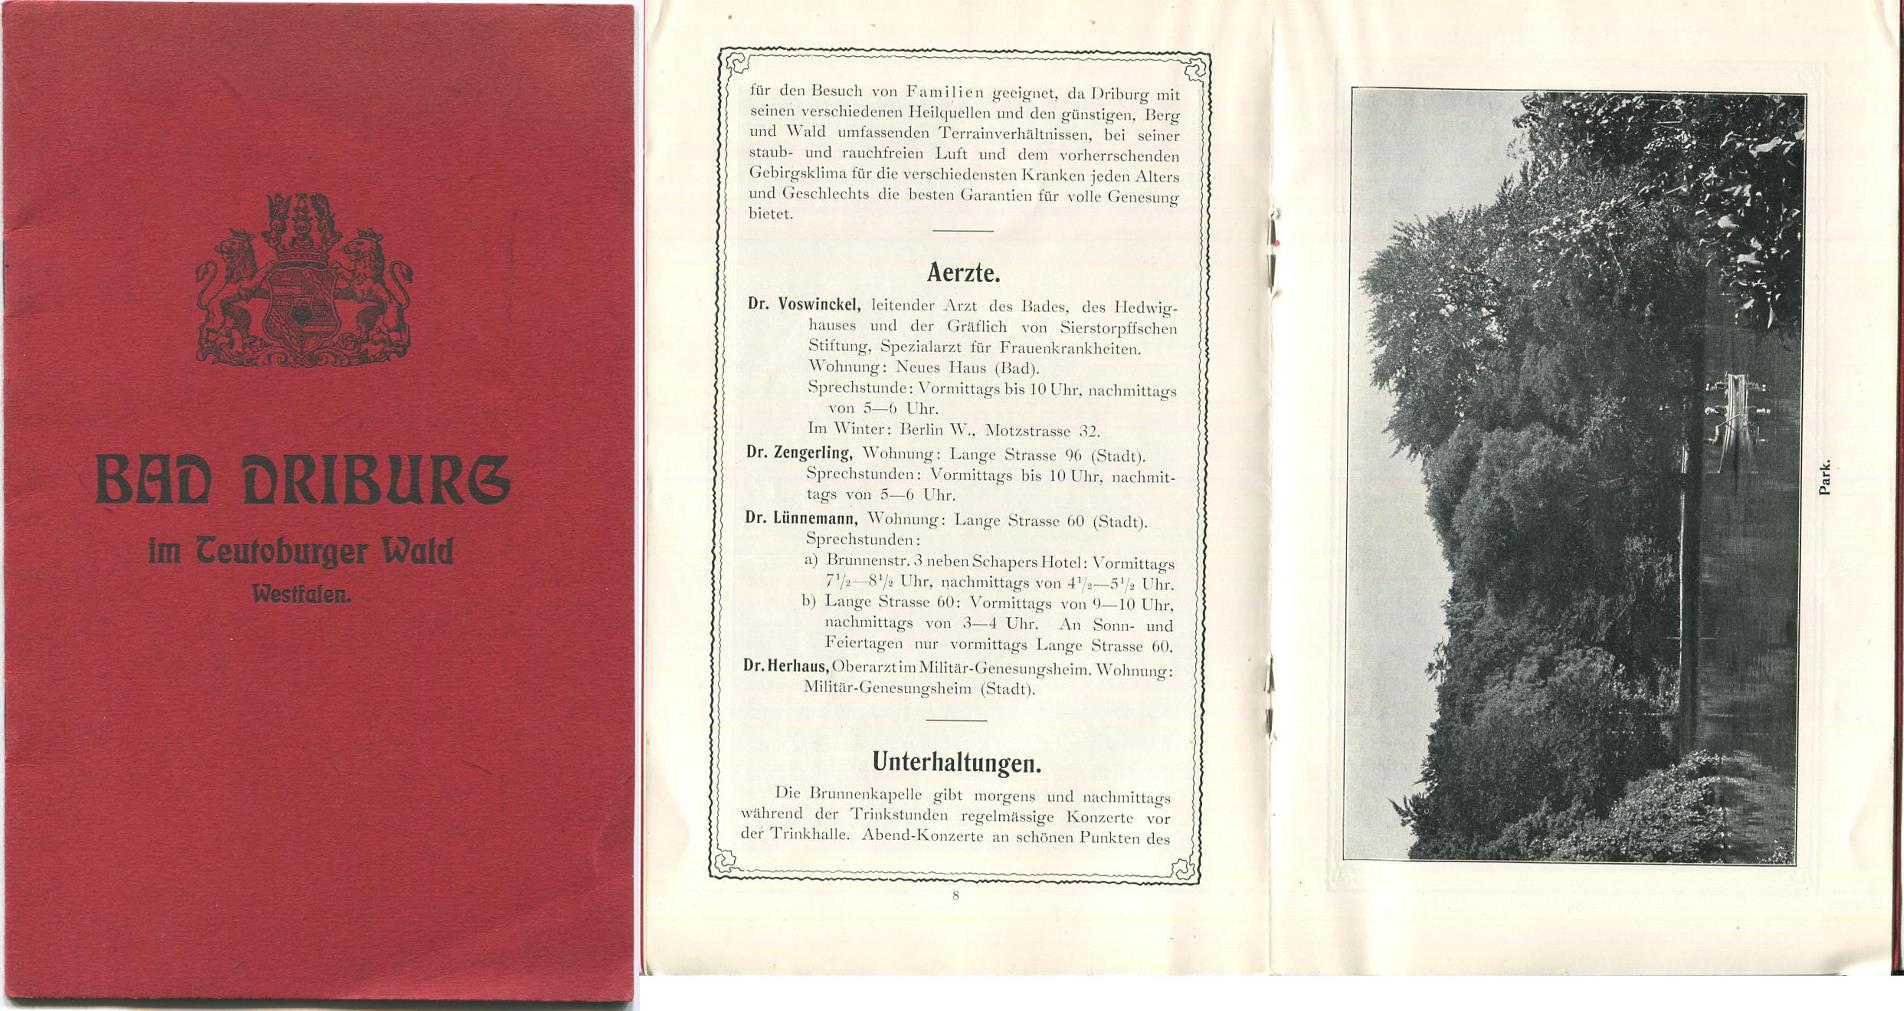 BAD DRIBURG
im Teutoburger Wald
Westfalen.
für den Besuch von Familien geeignet, da Driburg mit
seinen verschiedenen Heilquellen und den günstigen, Berg
und Wald umfassenden Terrainverhältnissen, bei seiner
staub- und rauchfreien Luft und dem vorherrschenden
Gebirgsklima für die verschiedensten Kranken jeden Alters
und Geschlechts die besten Garantien für volle Genesung
bietet.
Aerzte.
Dr. Voswinckel, leitender Arzt des Bades, des Hedwig-
hauses und der Gräflich von Sierstorpffschen
Stiftung, Spezialarzt für Frauenkrankheiten.
Wohnung: Neues Haus (Bad).
Sprechstunde: Vormittags bis 10 Uhr, nachmittags
von 5—6 Uhr.
Im Winter: Berlin W., Motzstrasse 32.
Dr. Zengerling, Wohnung: Lange Strasse 96 (Stadt).
Sprechstunden: Vormittags bis 10 Uhr, nachmit-
tags von 5—6 Uhr.
Dr. Lünnemann, Wohnung: Lange Strasse 60 (Stadt).
Sprechstunden:
a) Brunnenstr. 3 neben Schapers Hotel: Vormittags
7¹/₂—8¹/₂ Uhr, nachmittags von 4¹/₂—5¹/₂ Uhr.
b) Lange Strasse 60: Vormittags von 9—10 Uhr,
nachmittags von 3—4 Uhr. An Sonn- und
Feiertagen nur vormittags Lange Strasse 60.
Dr. Herhaus, Oberarzt im Militär-Genesungsheim. Wohnung:
Militär-Genesungsheim (Stadt).
Unterhaltungen.
Die Brunnenkapelle gibt morgens und nachmittags
während der Trinkstunden regelmässige Konzerte vor
der Trinkhalle. Abend-Konzerte an schönen Punkten des
8
Park.